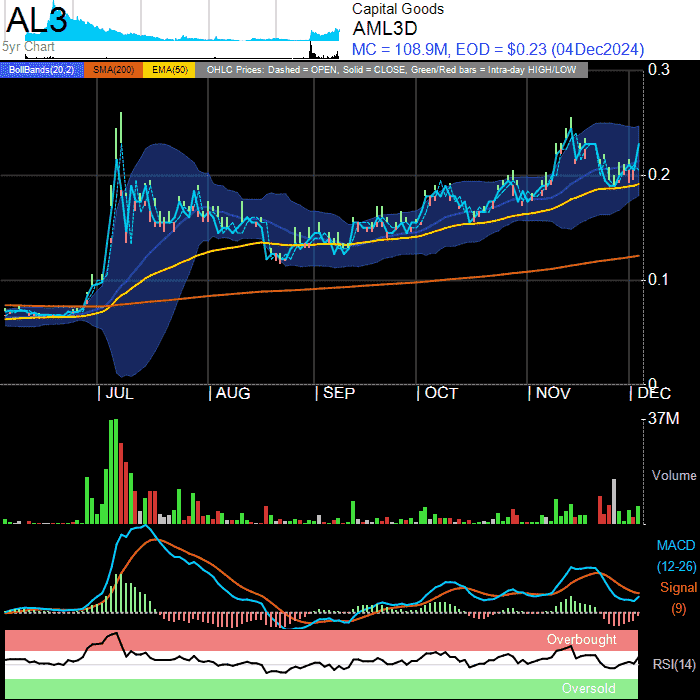 AL3
5yr Chart
Capital Goods
AML3D
MC = 108.9M, EOD = $0.23 (04Dec2024)
BollBands(20,2) SMA(200) EMA(50) OHLC Prices: Dashed = OPEN, Solid = CLOSE, Green/Red bars = Intra-day HIGH/LOW
0.3
0.2
0.1
0
| JUL | AUG | SEP | OCT | NOV | DEC
37M
Volume
MACD
(12-26)
Signal
(9)
Overbought
RSI(14)
Oversold